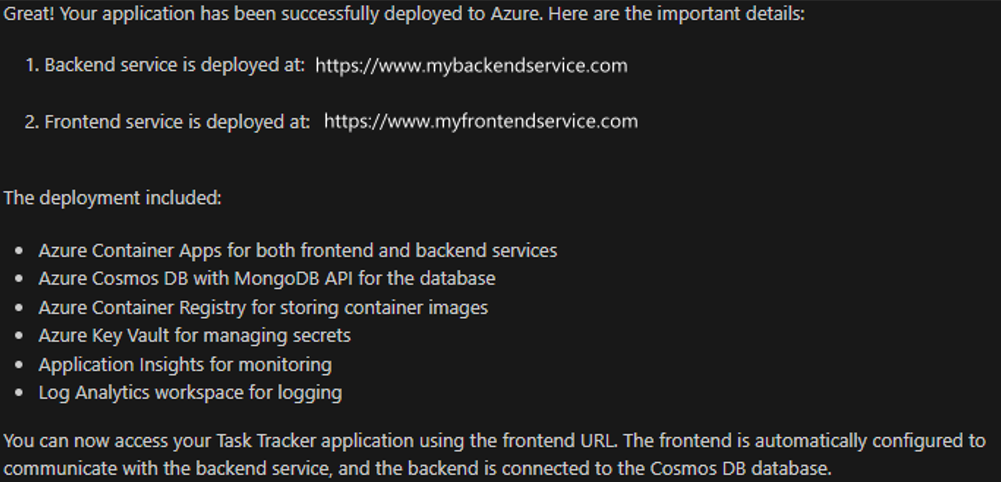 Great! Your application has been successfully deployed to Azure. Here are the important details:
1. Backend service is deployed at: https://www.mybackendservice.com
2. Frontend service is deployed at: https://www.myfrontendservice.com
The deployment included:
• Azure Container Apps for both frontend and backend services
• Azure Cosmos DB with MongoDB API for the database
• Azure Container Registry for storing container images
• Azure Key Vault for managing secrets
• Application Insights for monitoring
• Log Analytics workspace for logging
You can now access your Task Tracker application using the frontend URL. The frontend is automatically configured to
communicate with the backend service, and the backend is connected to the Cosmos DB database.